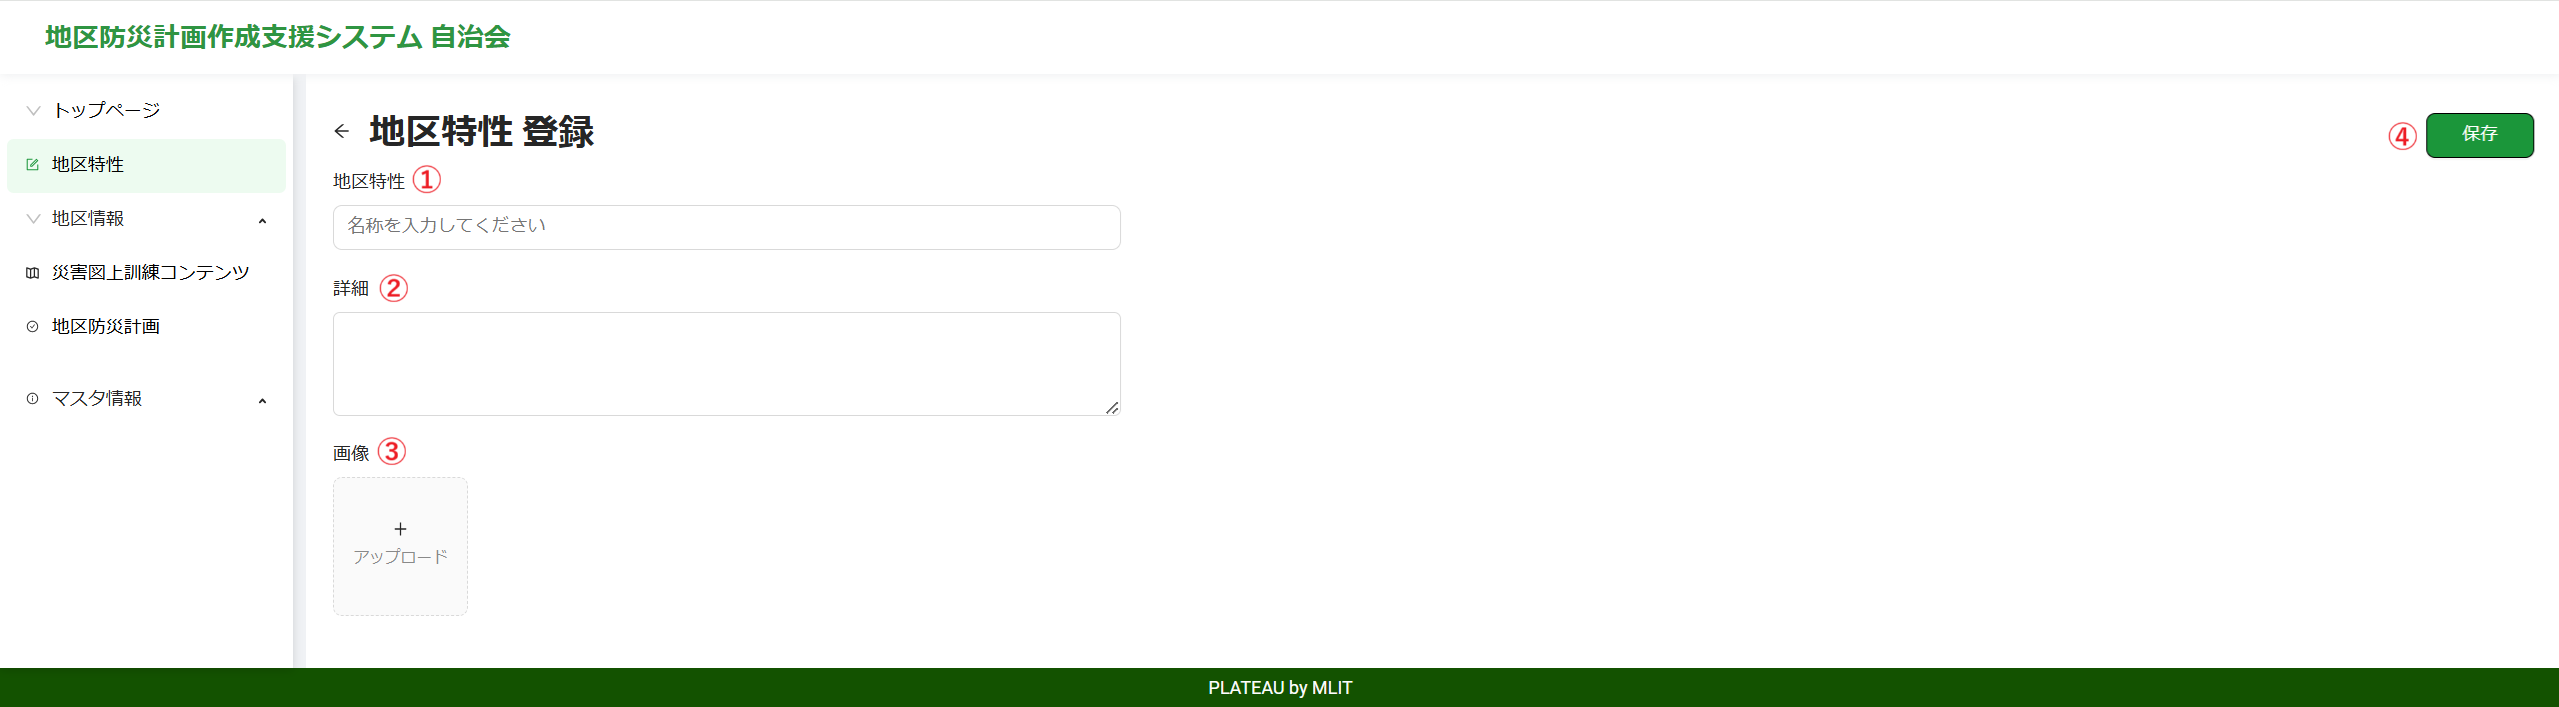 地区防災計画作成支援システム 自治会
トップページ
地区特性
地区情報
災害図上訓練コンテンツ
地区防災計画
マスタ情報
地区特性 登録
④ 保存
地区特性 ①
名称を入力してください
詳細 ②
画像 ③
+
アップロード
PLATEAU by MLIT